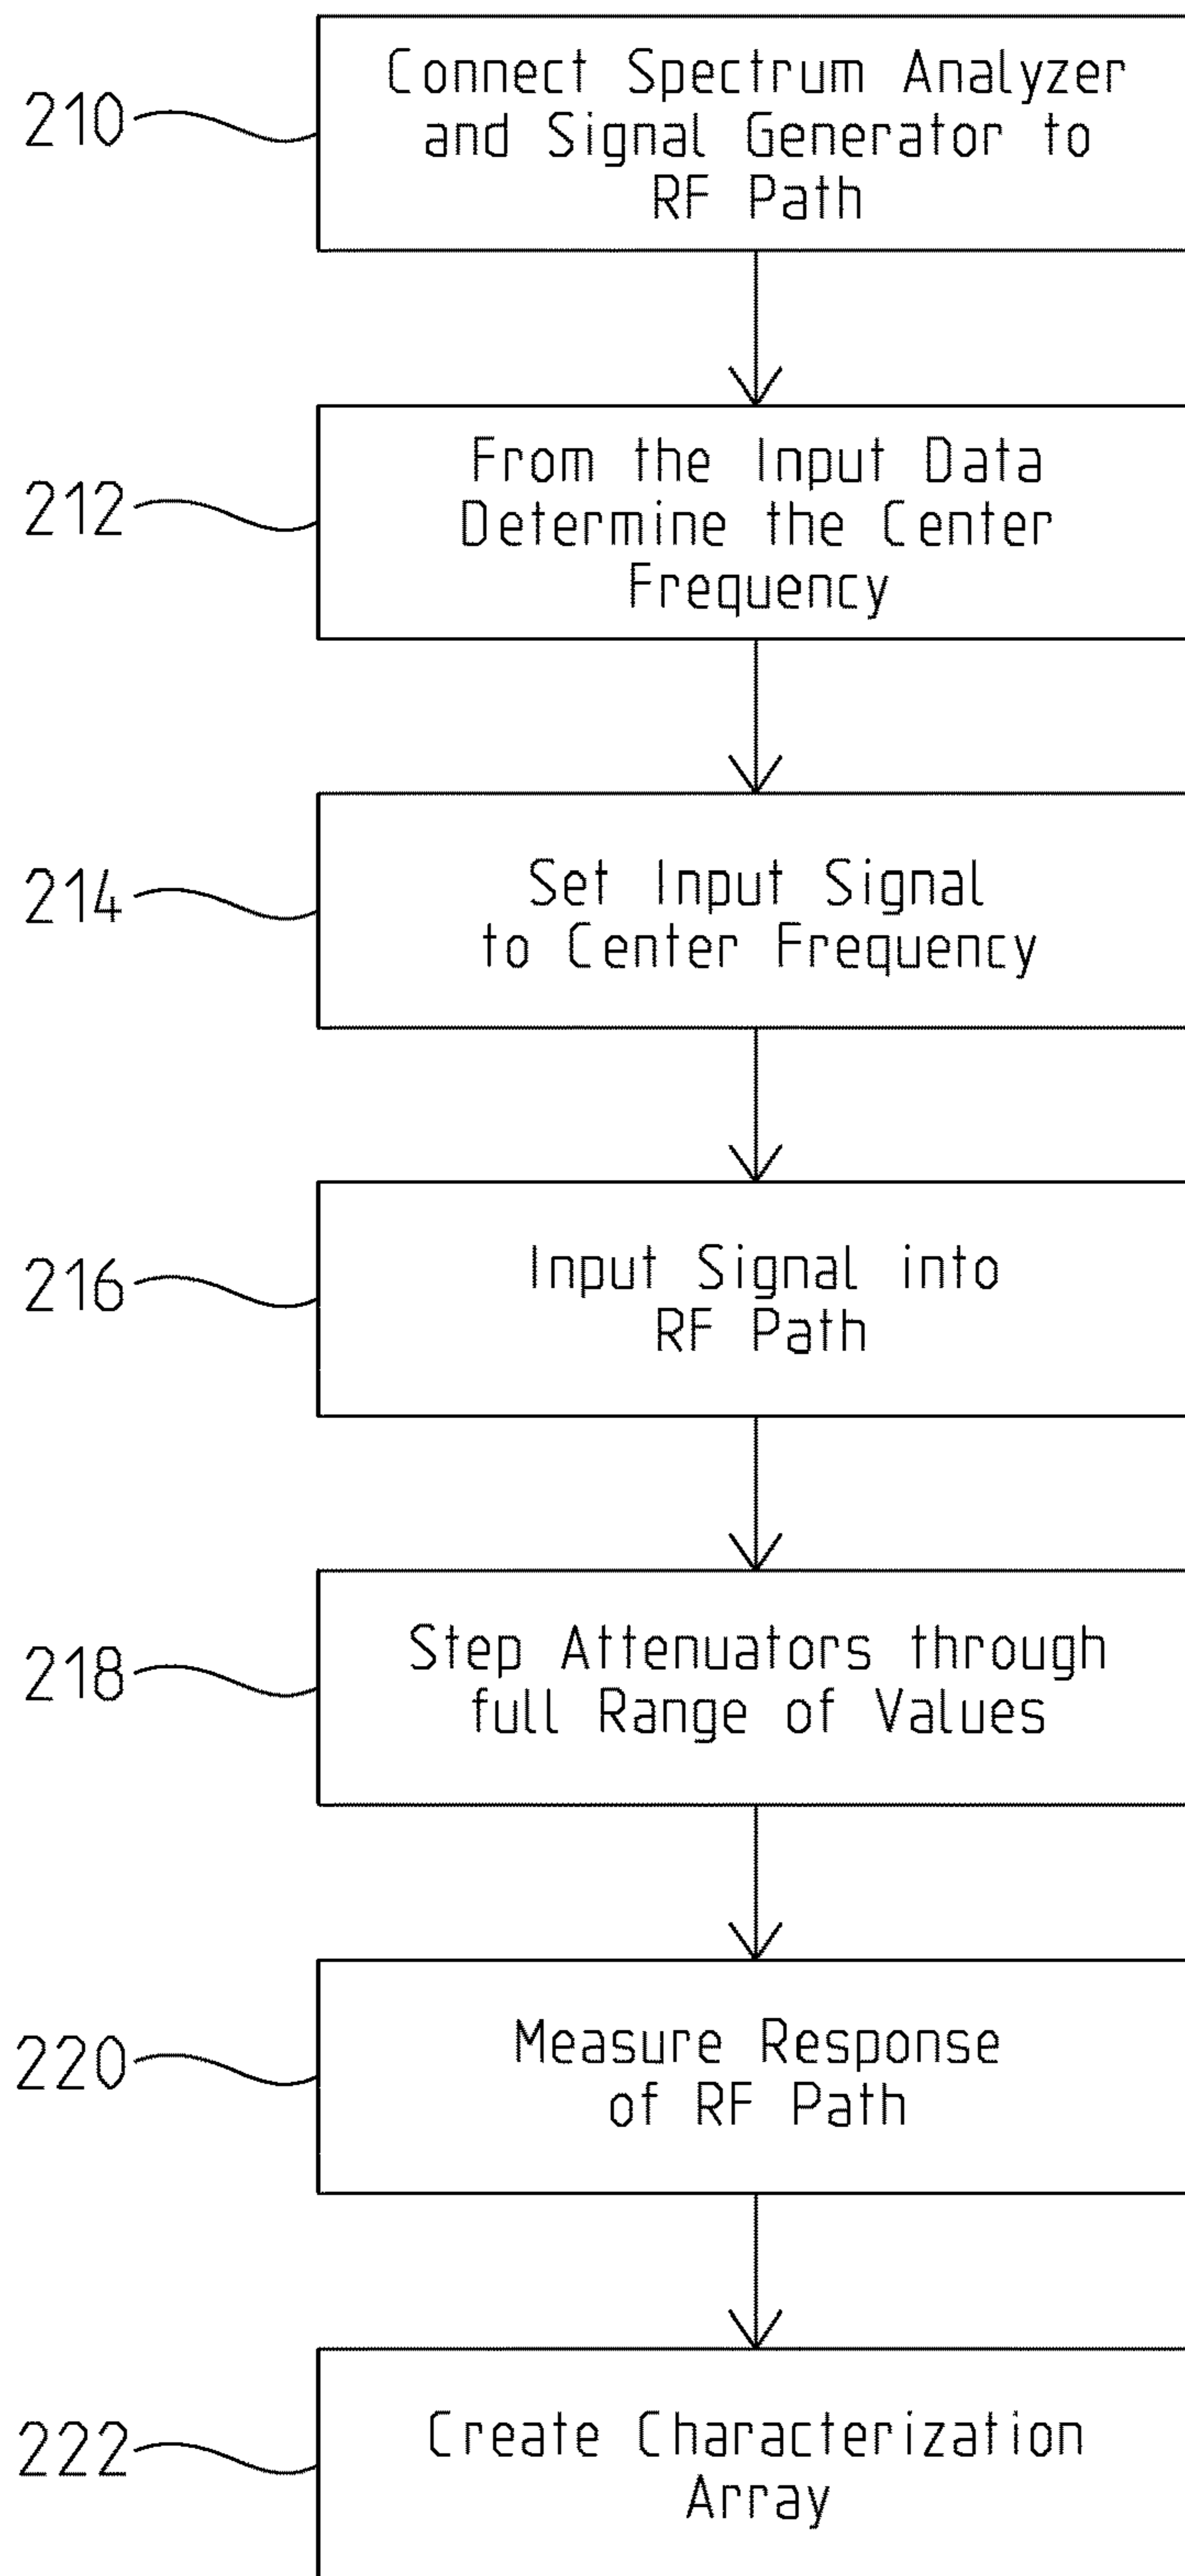 210
Connect Spectrum Analyzer
and Signal Generator to
RF Path
212
From the Input Data
Determine the Center
Frequency
214
Set Input Signal
to Center Frequency
216
Input Signal into
RF Path
218
Step Attenuators through
full Range of Values
220
Measure Response
of RF Path
222
Create Characterization
Array